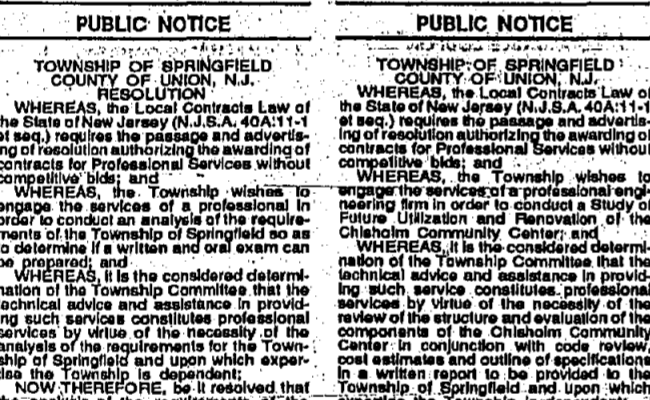 PUBLIC NOTICE
TOWNSHIP OF SPRINGFIELD
COUNTY OF UNION, N.J.
RESOLUTION
WHEREAS, the Local Contracts Law of
the State of New Jersey (N.J.S.A. 40A:11-1
et seq.) requires the passage and advertis-
ing of resolution authorizing the awarding of
contracts for Professional Services without
competitive bids; and
WHEREAS, the Township wishes to
engage the services of a professional in
order to conduct an analysis of the require-
ments of the Township of Springfield so as
to determine if a written and oral exam can
be prepared; and
WHEREAS, it is the considered determi-
nation of the Township Committee that the
technical advice and assistance in provid-
ing such services constitutes professional
services by virtue of the necessity of the
analysis of the requirements for the Town-
ship of Springfield and upon which exper-
tise the Township is dependent;
NOW THEREFORE, be it resolved that
the analysis of the requirements of the
PUBLIC NOTICE
TOWNSHIP OF SPRINGFIELD
COUNTY OF UNION, N.J.
WHEREAS, the Local Contracts Law of
the State of New Jersey (N.J.S.A. 40A:11-1
et seq.) requires the passage and advertis-
ing of resolution authorizing the awarding of
contracts for Professional Services without
competitive bids; and
WHEREAS, the Township wishes to
engage the services of a professional engi-
neering firm in order to conduct a Study of
Future Utilization and Renovation of the
Chisholm Community Center; and
WHEREAS, it is the considered determi-
nation of the Township Committee that the
technical advice and assistance in provid-
ing such service constitutes professional
services by virtue of the necessity of the
review of the structure and evaluation of the
components of the Chisholm Community
Center in conjunction with code review,
cost estimates and outline of specifications
in a written report to be provided to the
Township of Springfield and upon which
expertise the Township is dependent;